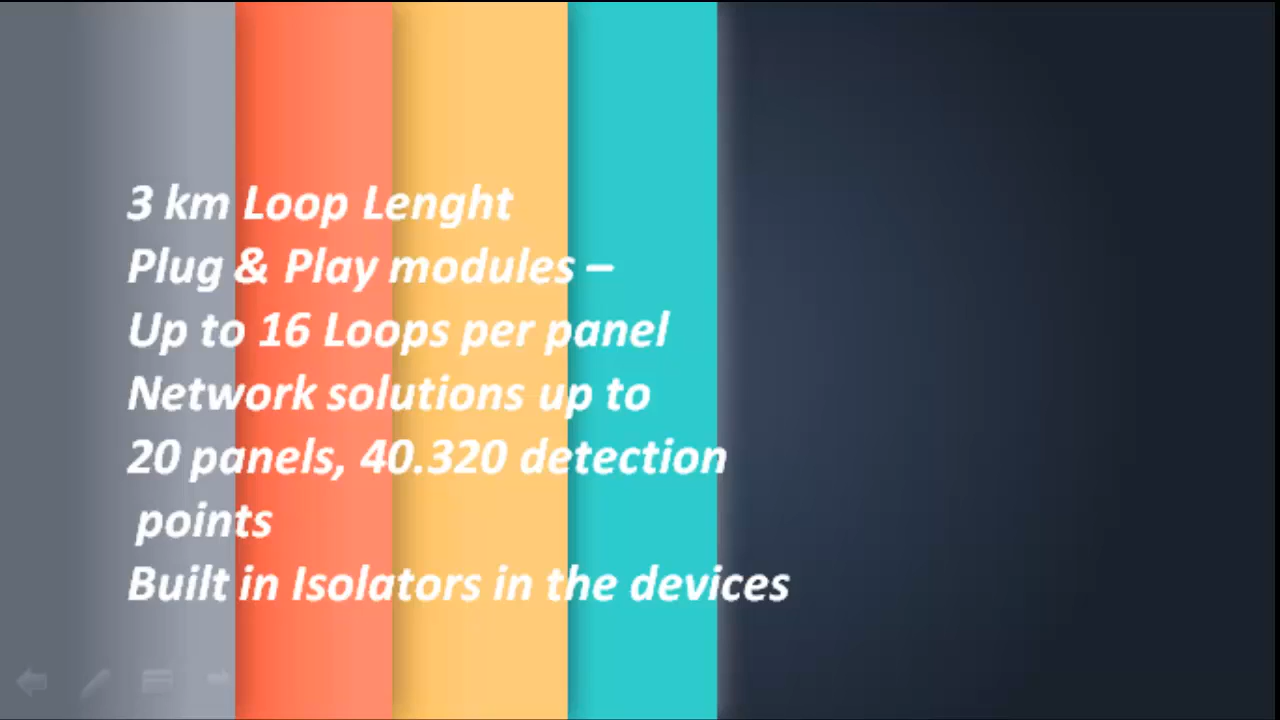 3 km Loop Lenght
Plug & Play modules –
Up to 16 Loops per panel
Network solutions up to
20 panels, 40.320 detection
points
Built in Isolators in the devices